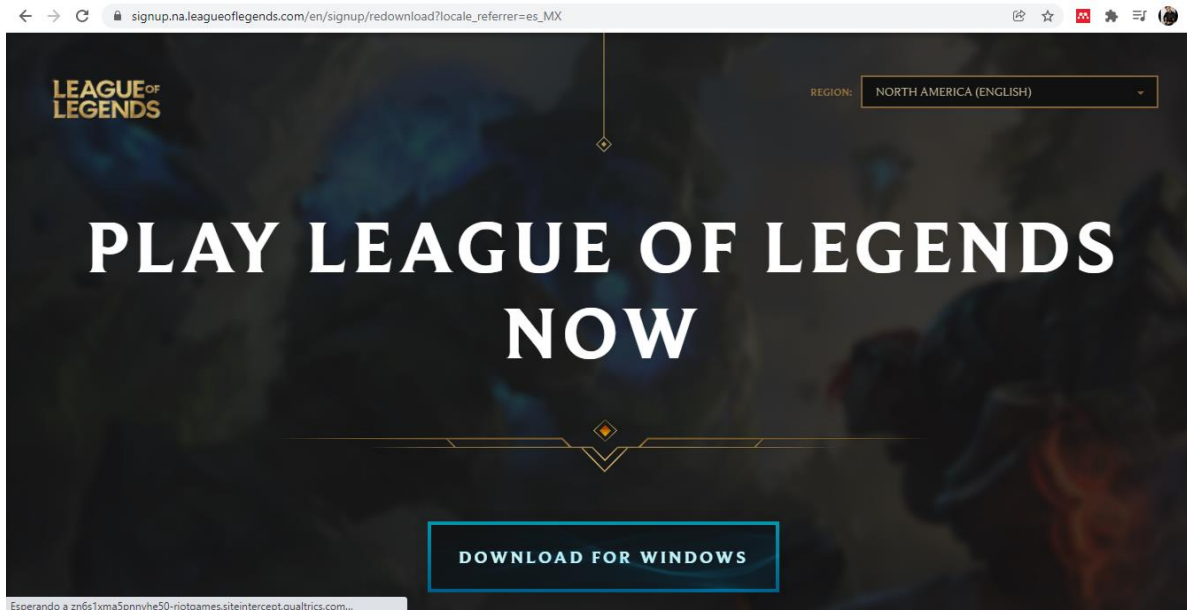 signup.na.leagueoflegends.com/en/signup/redownload?locale_referrer=es_MX
LEAGUE OF
LEGENDS
REGION: NORTH AMERICA (ENGLISH)
PLAY LEAGUE OF LEGENDS
NOW
DOWNLOAD FOR WINDOWS
Esperando a zn6s1xma5pnnvhe50-riotgames.siteintercept.qualtrics.com...